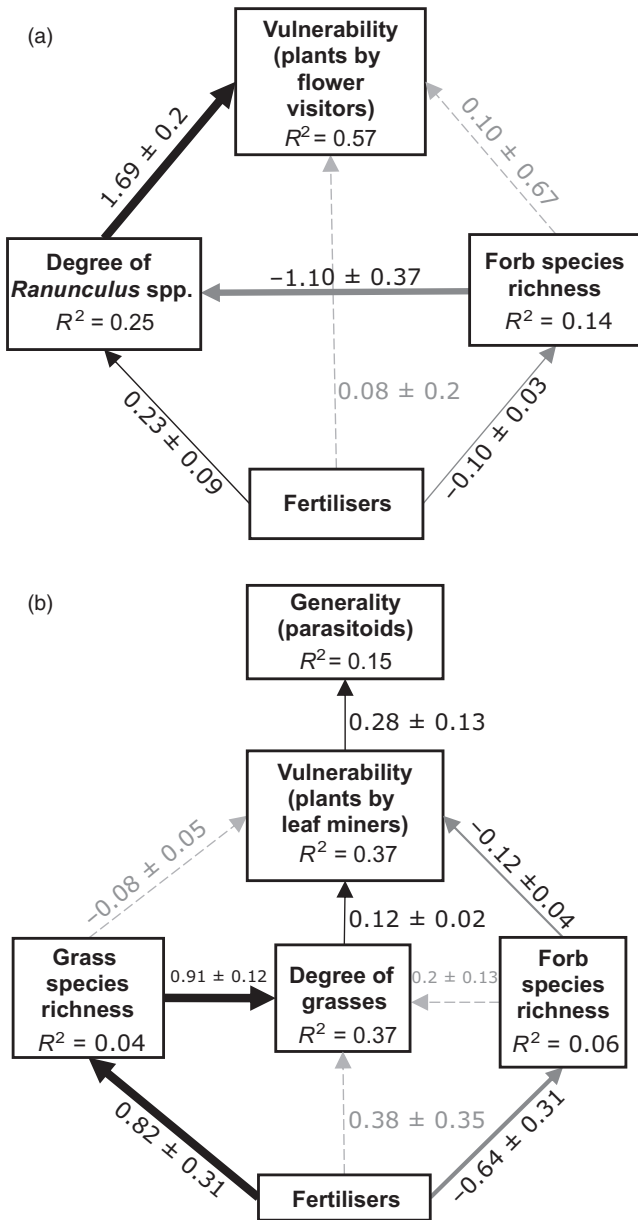 (a)
Vulnerability
(plants by
flower
visitors)
R² = 0.57
1.69 ± 0.2
0.10 ± 0.67
Degree of
Ranunculus spp.
R² = 0.25
−1.10 ± 0.37
Forb species
richness
R² = 0.14
0.23 ± 0.09
0.08 ± 0.2
−0.10 ± 0.03
Fertilisers
(b)
Generality
(parasitoids)
R² = 0.15
0.28 ± 0.13
Vulnerability
(plants by
leaf miners)
R² = 0.37
−0.08 ± 0.05
−0.12 ±0.04
0.12 ± 0.02
Grass
species
richness
R² = 0.04
0.91 ± 0.12
Degree of
grasses
R² = 0.37
0.2 ± 0.13
Forb
species
richness
R² = 0.06
0.82 ± 0.31
0.38 ± 0.35
−0.64 ± 0.31
Fertilisers